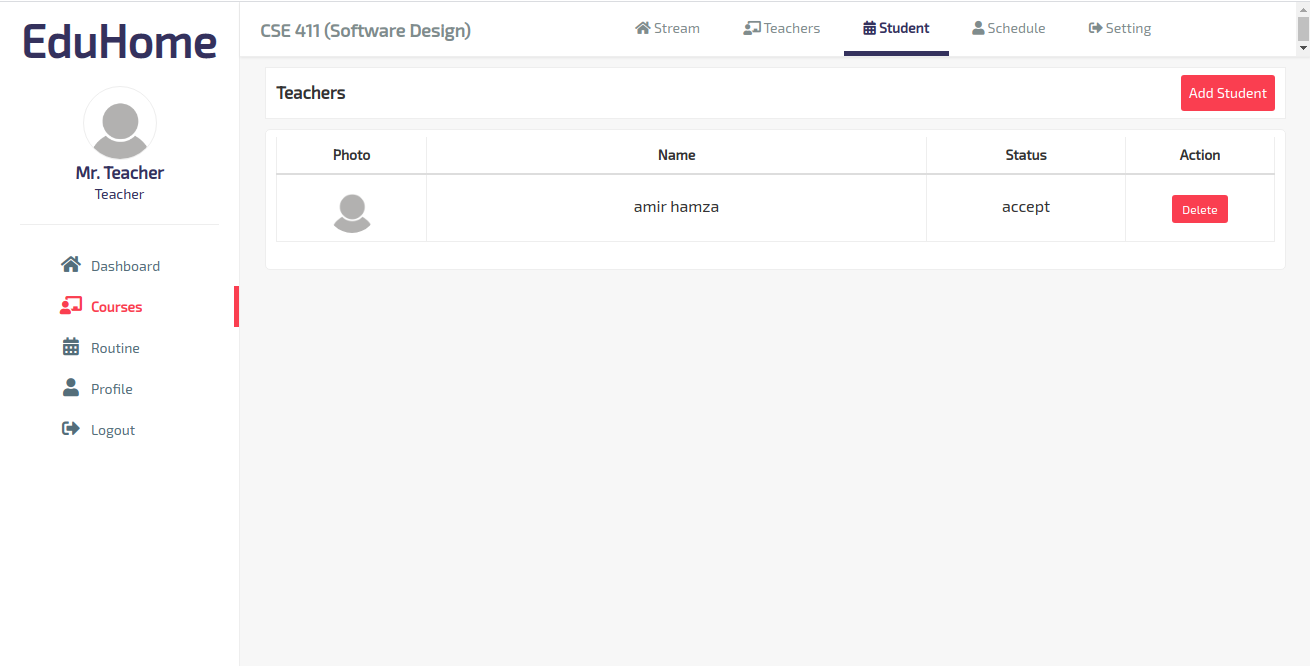 EduHome
Mr. Teacher
Teacher
Dashboard
Courses
Routine
Profile
Logout
CSE 411 (Software Design)
Stream Teachers Student Schedule Setting
Teachers Add Student
Photo Name Status Action
amir hamza accept Delete